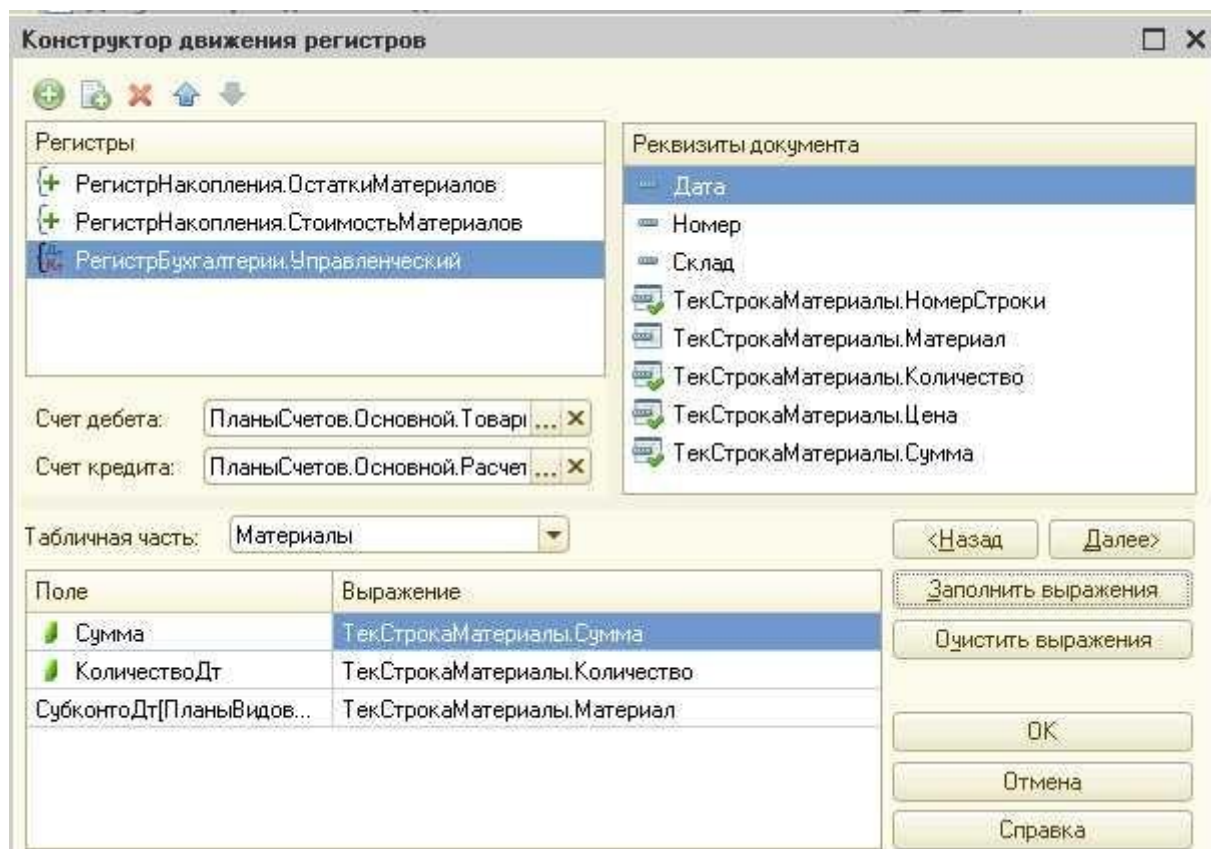 Конструктор движения регистров
Регистры
РегистрНакопления.ОстаткиМатериалов
РегистрНакопления.СтоимостьМатериалов
РегистрБухгалтерии.Управленческий
Реквизиты документа
Дата
Номер
Склад
ТекСтрокаМатериалы.НомерСтроки
ТекСтрокаМатериалы.Материал
ТекСтрокаМатериалы.Количество
ТекСтрокаМатериалы.Цена
ТекСтрокаМатериалы.Сумма
Счет дебета: ПланыСчетов.Основной.Товарı ...
Счет кредита: ПланыСчетов.Основной.Расчет ...
Табличная часть: Материалы
<Назад Далее>
Поле Выражение
Сумма ТекСтрокаМатериалы.Сумма
КоличествоДт ТекСтрокаМатериалы.Количество
СубконтоДт[ПланыВидов... ТекСтрокаМатериалы.Материал
Заполнить выражения
Очистить выражения
ОК
Отмена
Справка